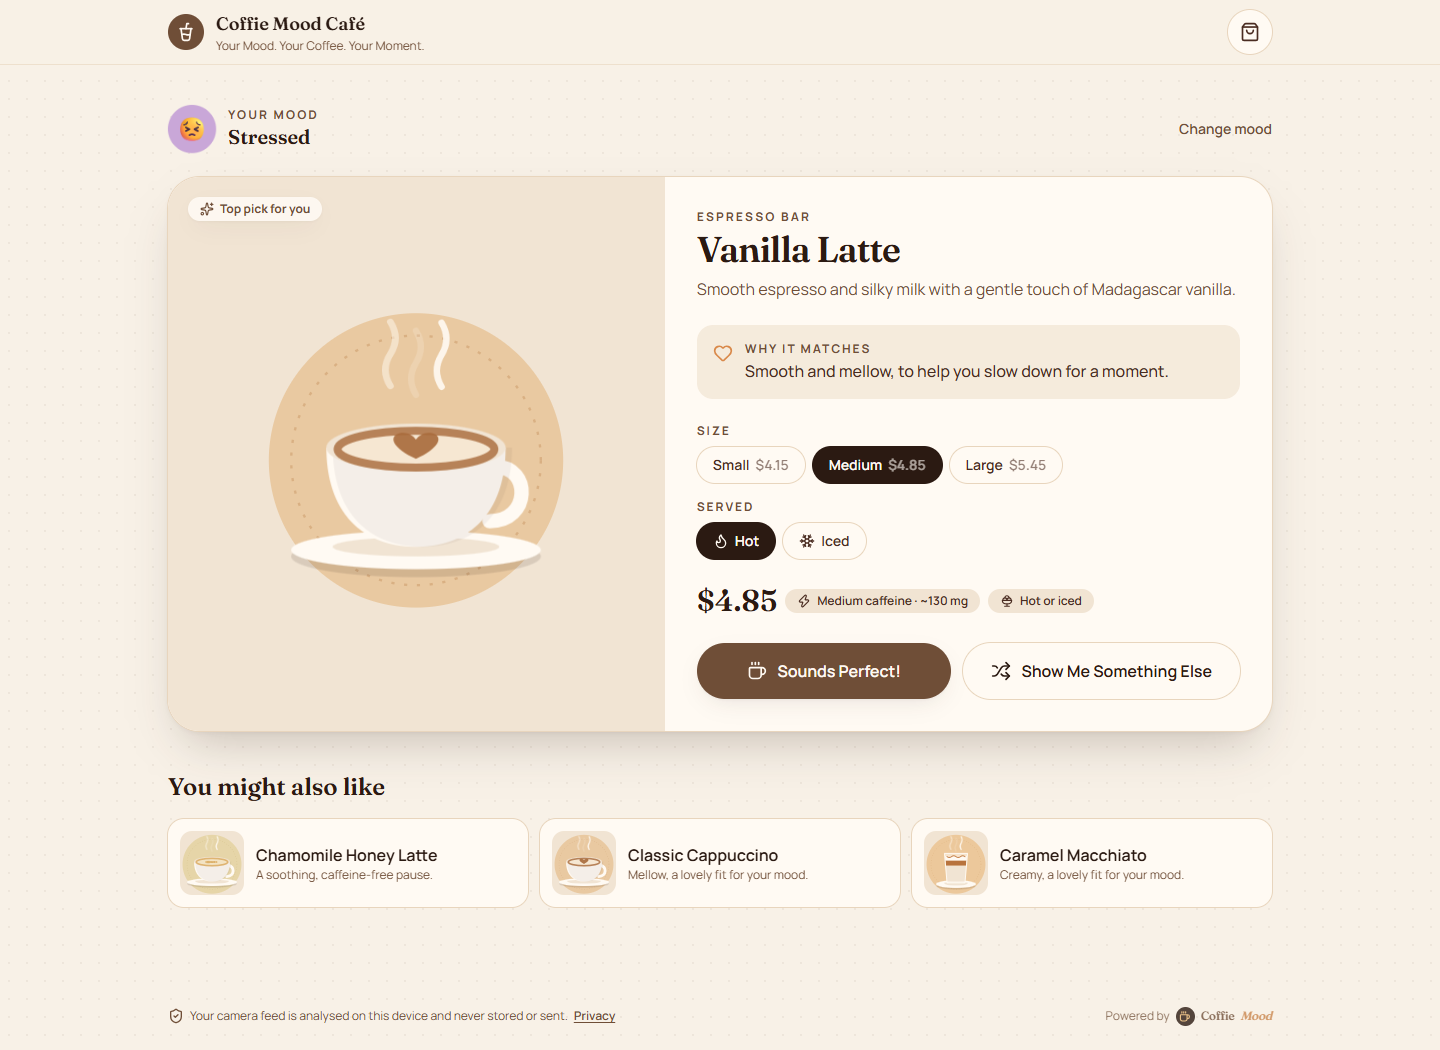 Coffie Mood Café
Your Mood. Your Coffee. Your Moment.
YOUR MOOD
Stressed
Change mood
Top pick for you
ESPRESSO BAR
Vanilla Latte
Smooth espresso and silky milk with a gentle touch of Madagascar vanilla.
WHY IT MATCHES
Smooth and mellow, to help you slow down for a moment.
SIZE
Small $4.15 Medium $4.85 Large $5.45
SERVED
Hot Iced
$4.85 Medium caffeine · ~130 mg Hot or iced
Sounds Perfect! Show Me Something Else
You might also like
Chamomile Honey Latte
A soothing, caffeine-free pause.
Classic Cappuccino
Mellow, a lovely fit for your mood.
Caramel Macchiato
Creamy, a lovely fit for your mood.
Your camera feed is analysed on this device and never stored or sent. Privacy
Powered by Coffie Mood